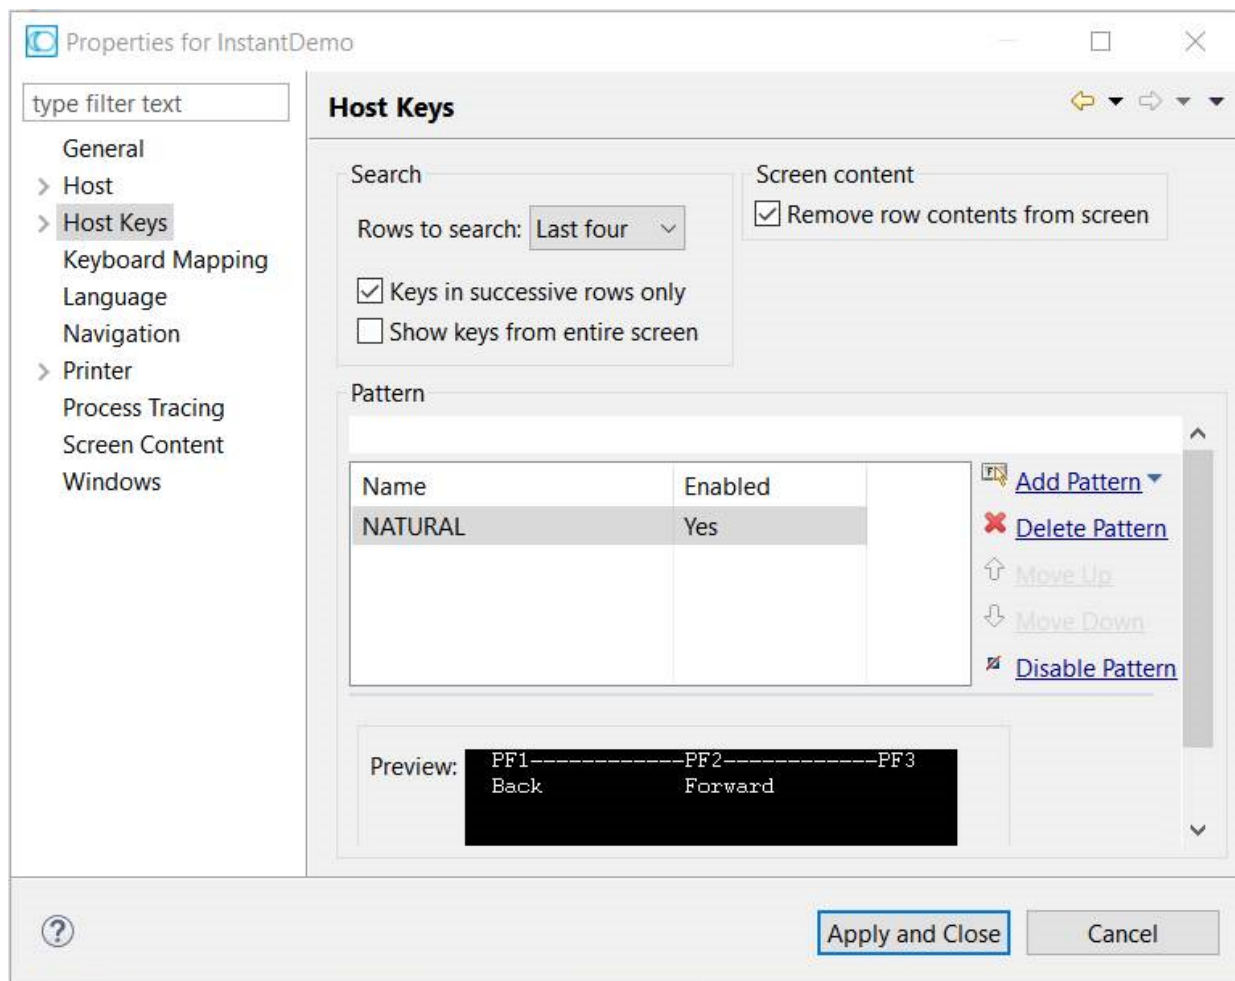 Properties for InstantDemo
type filter text
General
Host
Host Keys
Keyboard Mapping
Language
Navigation
Printer
Process Tracing
Screen Content
Windows
Host Keys
Search
Rows to search: Last four
Keys in successive rows only
Show keys from entire screen
Screen content
Remove row contents from screen
Pattern
Name Enabled
NATURAL Yes
Add Pattern
Delete Pattern
Move Up
Move Down
Disable Pattern
Preview:
PF1------------PF2------------PF3
Back Forward
Apply and Close
Cancel